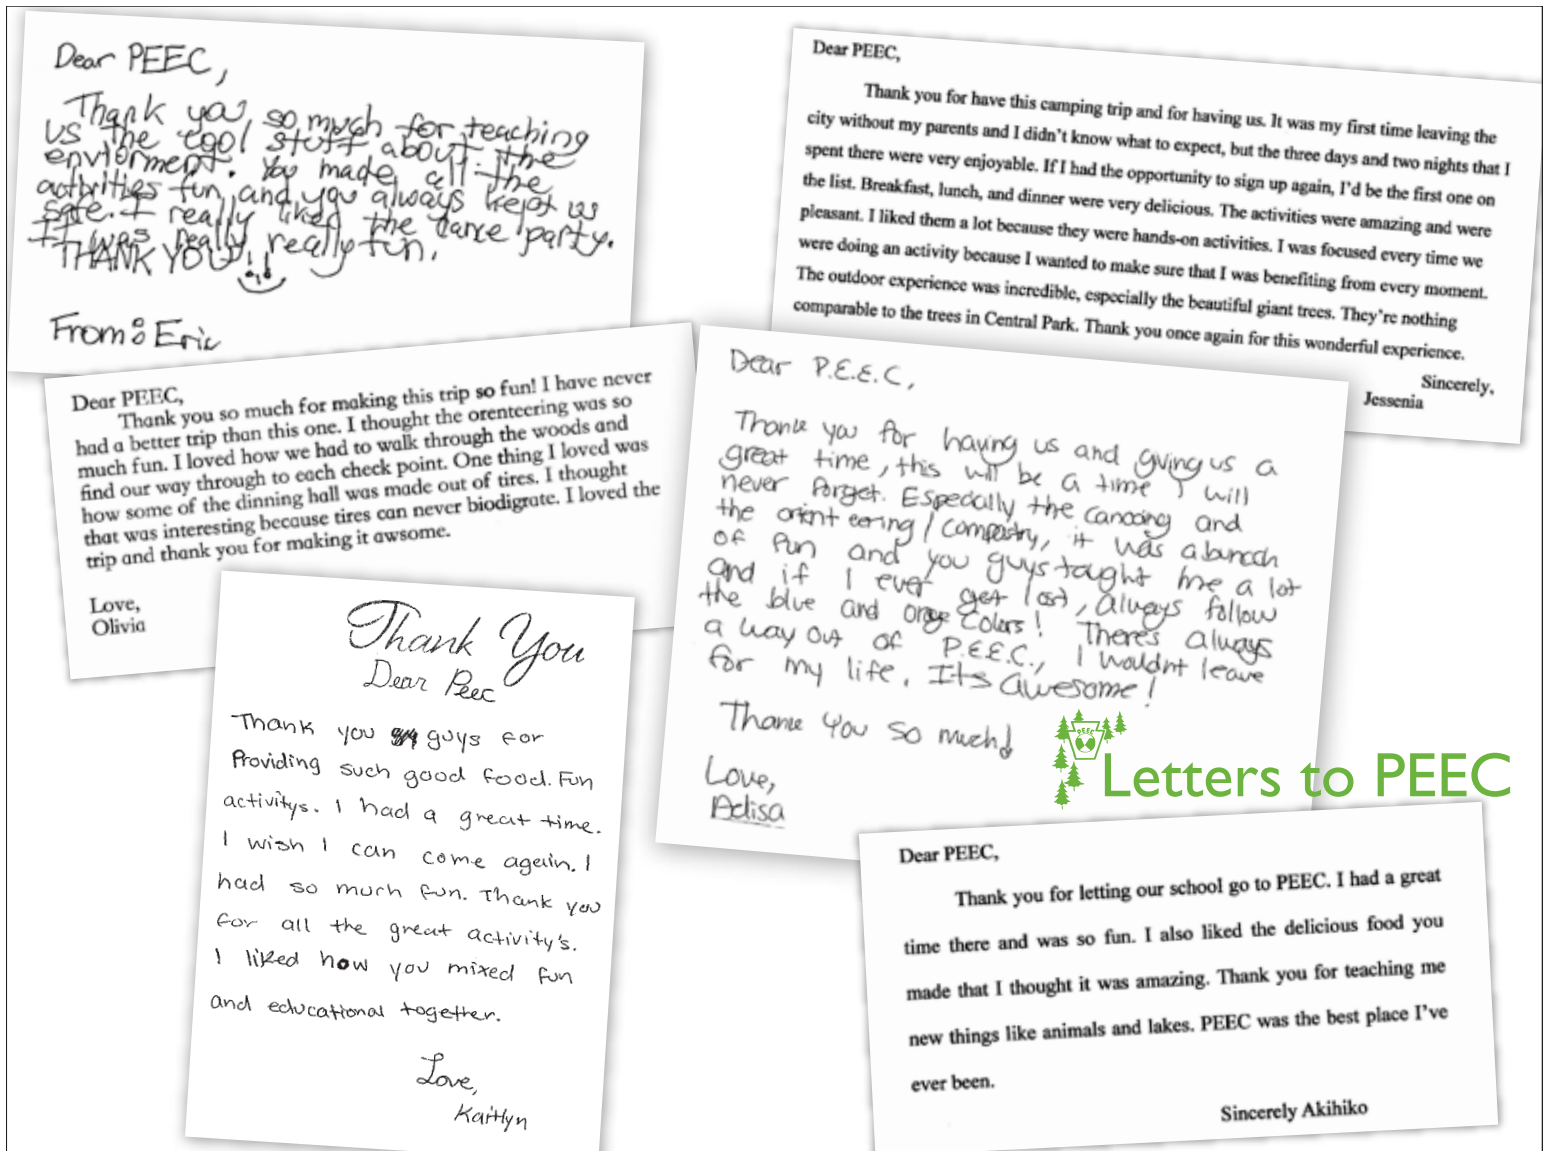 Dear PEEC,
Thank you so much for teaching
us the cool stuff about the
enviorment. You made all the
activities fun and you always kept us
safe. I really liked the dance party.
It was really really fun.
THANK YOU!!
From: Eric
Dear PEEC,
Thank you for have this camping trip and for having us. It was my first time leaving the
city without my parents and I didn't know what to expect, but the three days and two nights that I
spent there were very enjoyable. If I had the opportunity to sign up again, I'd be the first one on
the list. Breakfast, lunch, and dinner were very delicious. The activities were amazing and were
pleasant. I liked them a lot because they were hands-on activities. I was focused every time we
were doing an activity because I wanted to make sure that I was benefiting from every moment.
The outdoor experience was incredible, especially the beautiful giant trees. They're nothing
comparable to the trees in Central Park. Thank you once again for this wonderful experience.
Sincerely,
Jessenia
Dear PEEC,
Thank you so much for making this trip so fun! I have never
had a better trip than this one. I thought the orenteering was so
much fun. I loved how we had to walk through the woods and
find our way through to each check point. One thing I loved was
how some of the dinning hall was made out of tires. I thought
that was interesting because tires can never biodigrate. I loved the
trip and thank you for making it awsome.
Love,
Olivia
Dear P.E.E.C,
Thank you for having us and giving us a
great time, this will be a time I will
never forget. Especially the canoeing and
the orienteering/compastry, it was a bunch
of fun and you guys taught me a lot
and if I ever get lost, always follow
the blue and orage colors! There's always
a way out of P.E.E.C., I wouldnt leave
for my life. Its awesome!
Thank you so much!
Love,
Adisa
Thank You
Dear Peec
Thank you guys for
Providing such good food. Fun
activitys. I had a great time.
I wish I can come again. I
had so much fun. Thank you
for all the great activity's.
I liked how you mixed fun
and educational together.
Love,
Kaitlyn
PEEC
Letters to PEEC
Dear PEEC,
Thank you for letting our school go to PEEC. I had a great
time there and was so fun. I also liked the delicious food you
made that I thought it was amazing. Thank you for teaching me
new things like animals and lakes. PEEC was the best place I've
ever been.
Sincerely Akihiko